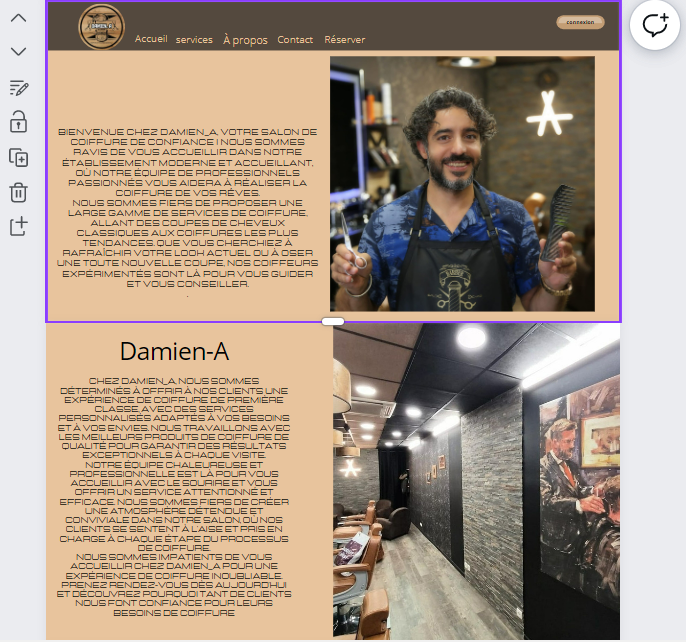 DAMIEN_A
Accueil services À propos Contact Réserver
connexion
BIENVENUE CHEZ DAMIEN_A, VOTRE SALON DE
COIFFURE DE CONFIANCE ! NOUS SOMMES
RAVIS DE VOUS ACCUEILLIR DANS NOTRE
ÉTABLISSEMENT MODERNE ET ACCUEILLANT,
OÙ NOTRE ÉQUIPE DE PROFESSIONNELS
PASSIONNÉS VOUS AIDERA À RÉALISER LA
COIFFURE DE VOS RÊVES.
NOUS SOMMES FIERS DE PROPOSER UNE
LARGE GAMME DE SERVICES DE COIFFURE,
ALLANT DES COUPES DE CHEVEUX
CLASSIQUES AUX COIFFURES LES PLUS
TENDANCES. QUE VOUS CHERCHIEZ À
RAFRAÎCHIR VOTRE LOOK ACTUEL OU À OSER
UNE TOUTE NOUVELLE COUPE, NOS COIFFEURS
EXPÉRIMENTÉS SONT LÀ POUR VOUS GUIDER
ET VOUS CONSEILLER.
.
Damien-A
CHEZ DAMIEN_A, NOUS SOMMES
DÉTERMINÉS À OFFRIR À NOS CLIENTS UNE
EXPÉRIENCE DE COIFFURE DE PREMIÈRE
CLASSE, AVEC DES SERVICES
PERSONNALISÉS ADAPTÉS À VOS BESOINS
ET À VOS ENVIES. NOUS TRAVAILLONS AVEC
LES MEILLEURS PRODUITS DE COIFFURE DE
QUALITÉ POUR GARANTIR DES RÉSULTATS
EXCEPTIONNELS À CHAQUE VISITE.
NOTRE ÉQUIPE CHALEUREUSE ET
PROFESSIONNELLE EST LÀ POUR VOUS
ACCUEILLIR AVEC LE SOURIRE ET VOUS
OFFRIR UN SERVICE ATTENTIONNÉ ET
EFFICACE. NOUS SOMMES FIERS DE CRÉER
UNE ATMOSPHÈRE DÉTENDUE ET
CONVIVIALE DANS NOTRE SALON, OÙ NOS
CLIENTS SE SENTENT À L'AISE ET PRIS EN
CHARGE À CHAQUE ÉTAPE DU PROCESSUS
DE COIFFURE.
NOUS SOMMES IMPATIENTS DE VOUS
ACCUEILLIR CHEZ DAMIEN_A POUR UNE
EXPÉRIENCE DE COIFFURE INOUBLIABLE.
PRENEZ RENDEZ-VOUS DÈS AUJOURD'HUI
ET DÉCOUVREZ POURQUOI TANT DE CLIENTS
NOUS FONT CONFIANCE POUR LEURS
BESOINS DE COIFFURE